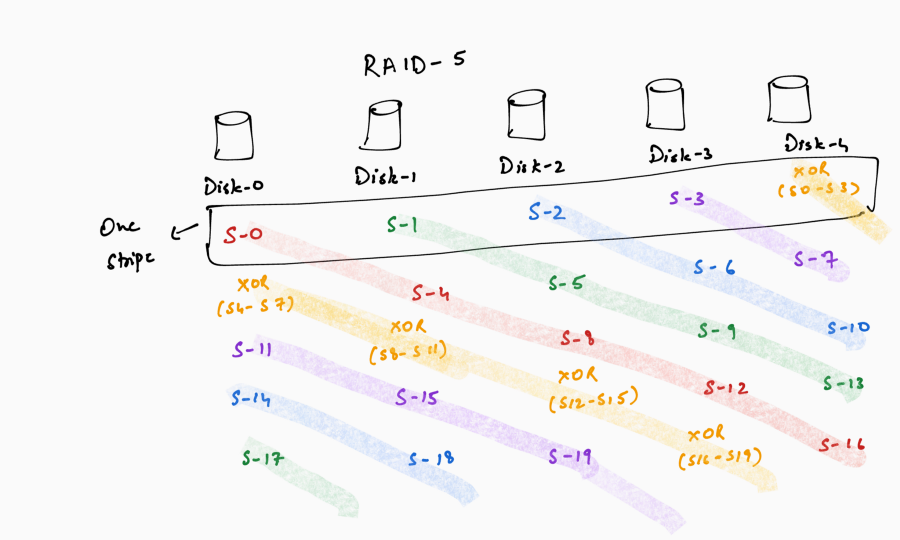 RAID-5
Disk-0 Disk-1 Disk-2 Disk-3 Disk-4
One
stripe
S-0 S-1 S-2 S-3 XOR
(S0-S3)
XOR
(S4-S7) S-4 S-5 S-6 S-7
S-11 XOR
(S8-S11) S-8 S-9 S-10
S-14 S-15 XOR
(S12-S15) S-12 S-13
S-17 S-18 S-19 XOR
(S16-S19) S-16